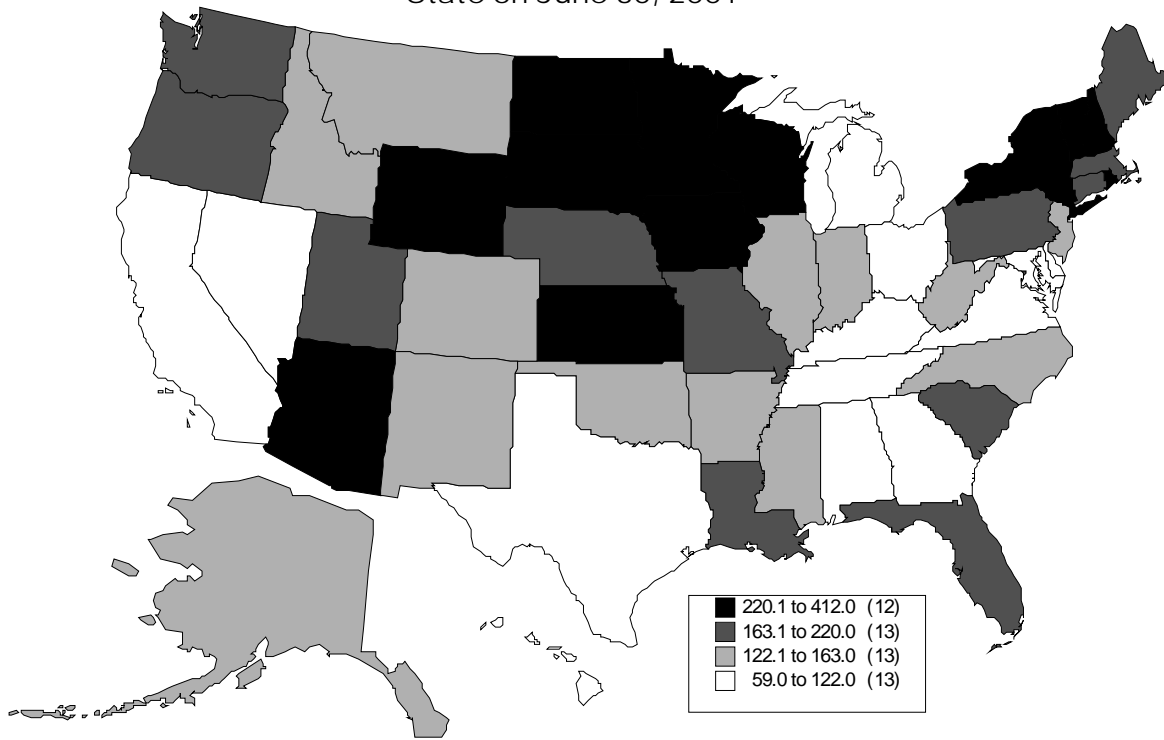 State on June 30,
220.1 to 412.0 (12)
163.1 to 220.0 (13)
122.1 to 163.0 (13)
59.0 to 122.0 (13)